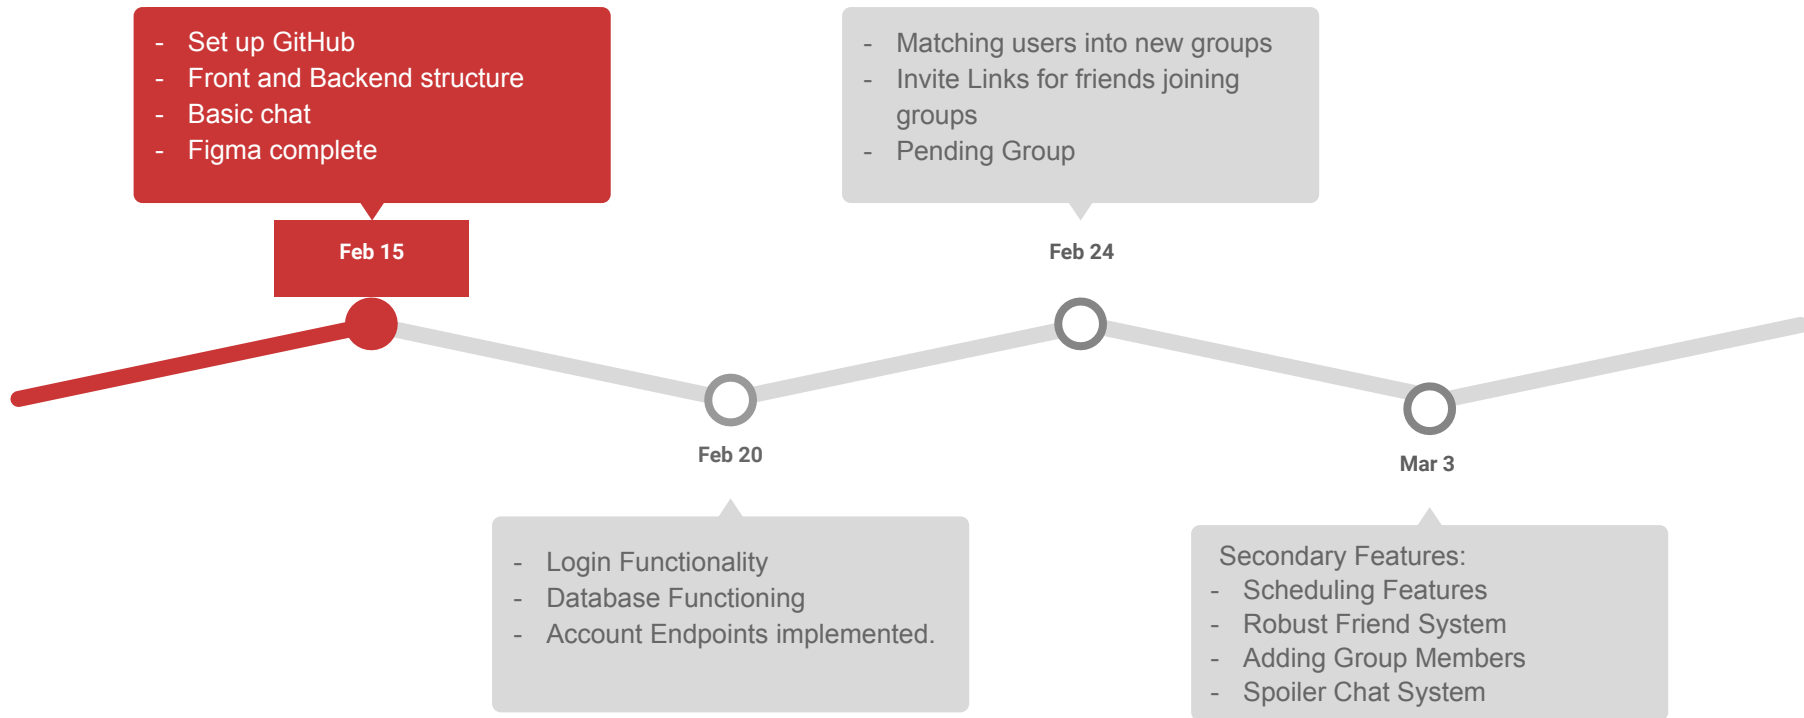 - Set up GitHub
- Front and Backend structure
- Basic chat
- Figma complete
Feb 15
- Login Functionality
- Database Functioning
- Account Endpoints implemented.
Feb 20
- Matching users into new groups
- Invite Links for friends joining
groups
- Pending Group
Feb 24
Mar 3
Secondary Features:
- Scheduling Features
- Robust Friend System
- Adding Group Members
- Spoiler Chat System